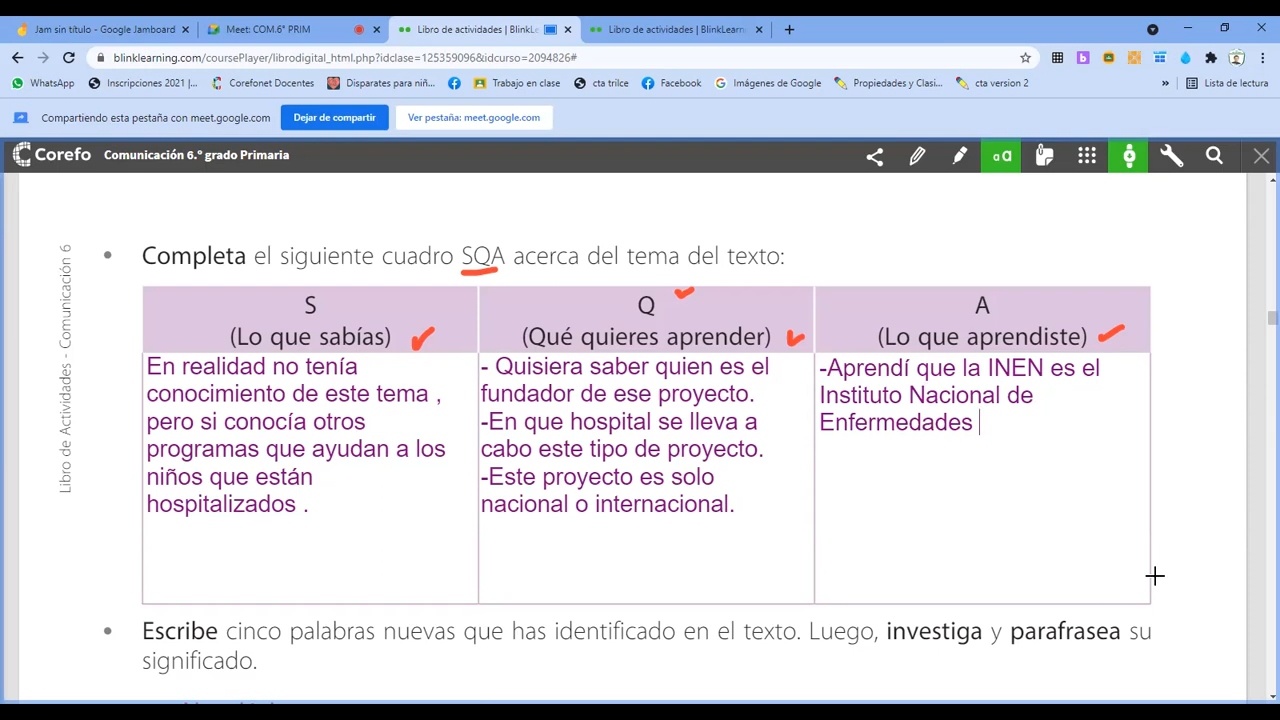 Jam sin título - Google Jamboard
Meet: COM.6° PRIM
Libro de actividades | BlinkLe
Libro de actividades | BlinkLearni
blinklearning.com/coursePlayer/librodigital_html.php?idclase=125359096&idcurso=2094826#
WhatsApp
Inscripciones 2021 |...
Corefonet Docentes
Disparates para niñ...
Trabajo en clase
cta trilce
Facebook
Imágenes de Google
Propiedades y Clasi...
cta version 2
»
Lista de lectura
Compartiendo esta pestaña con meet.google.com
Dejar de compartir
Ver pestaña: meet.google.com
Corefo
Comunicación 6.º grado Primaria
Libro de Actividades - Comunicación 6
• Completa el siguiente cuadro SQA acerca del tema del texto:
S
(Lo que sabías)
En realidad no tenía
conocimiento de este tema ,
pero si conocía otros
programas que ayudan a los
niños que están
hospitalizados .
Q
(Qué quieres aprender)
- Quisiera saber quien es el
fundador de ese proyecto.
-En que hospital se lleva a
cabo este tipo de proyecto.
-Este proyecto es solo
nacional o internacional.
A
(Lo que aprendiste)
-Aprendí que la INEN es el
Instituto Nacional de
Enfermedades
• Escribe cinco palabras nuevas que has identificado en el texto. Luego, investiga y parafrasea su
significado.